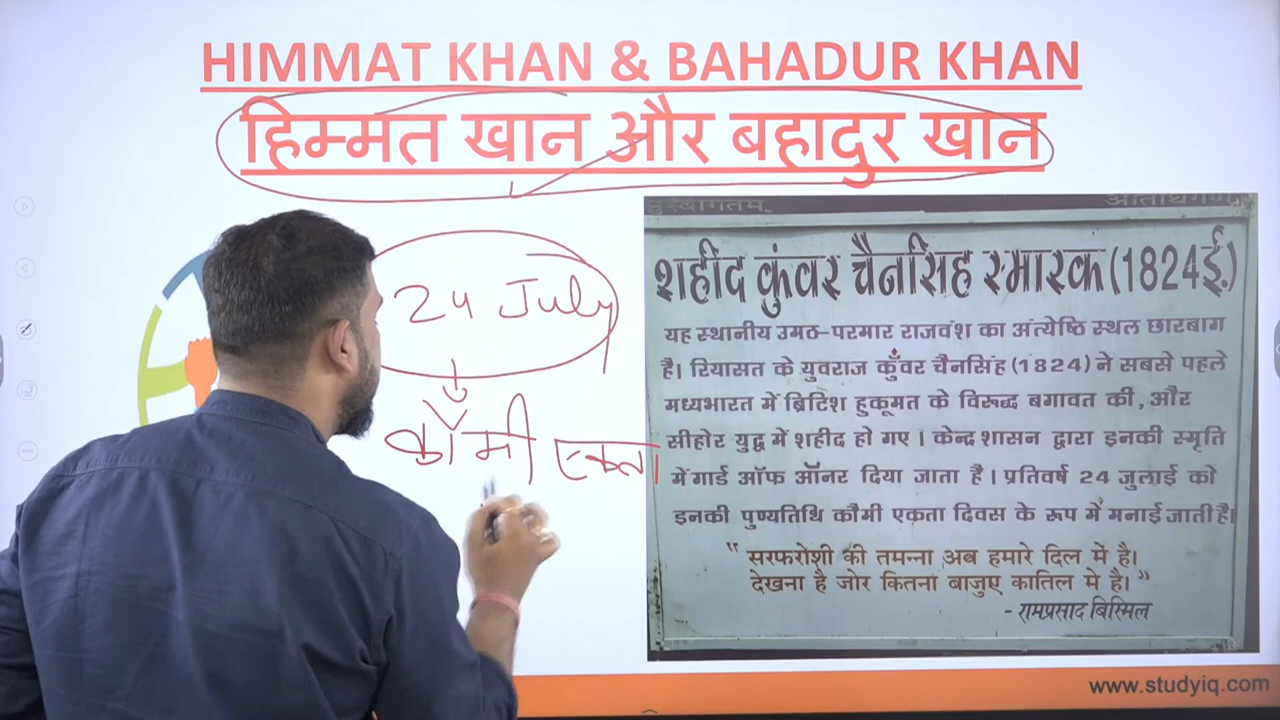 HIMMAT KHAN & BAHADUR KHAN
हिम्मत खान और बहादुर खान
24 July
कौमी एकता
आतिथगण
शहीद कुंवर चैनसिंह स्मारक (1824ई.)
यह स्थानीय उमठ-परमार राजवंश का अंत्येष्ठि स्थल छारबाग
है। रियासत के युवराज कुँवर चैनसिंह (1824) ने सबसे पहले
मध्यभारत में ब्रिटिश हुकूमत के विरूद्ध बगावत की, और
सीहोर युद्ध में शहीद हो गए। केन्द्र शासन द्वारा इनकी स्मृति
में गार्ड ऑफ ऑनर दिया जाता है। प्रतिवर्ष 24 जुलाई को
इनकी पुण्यतिथि कौमी एकता दिवस के रूप में मनाई जाती है।
" सरफरोशी की तमन्ना अब हमारे दिल में है।
देखना है जोर कितना बाजुए कातिल मे है। "
- रामप्रसाद बिस्मिल
www.studyiq.com